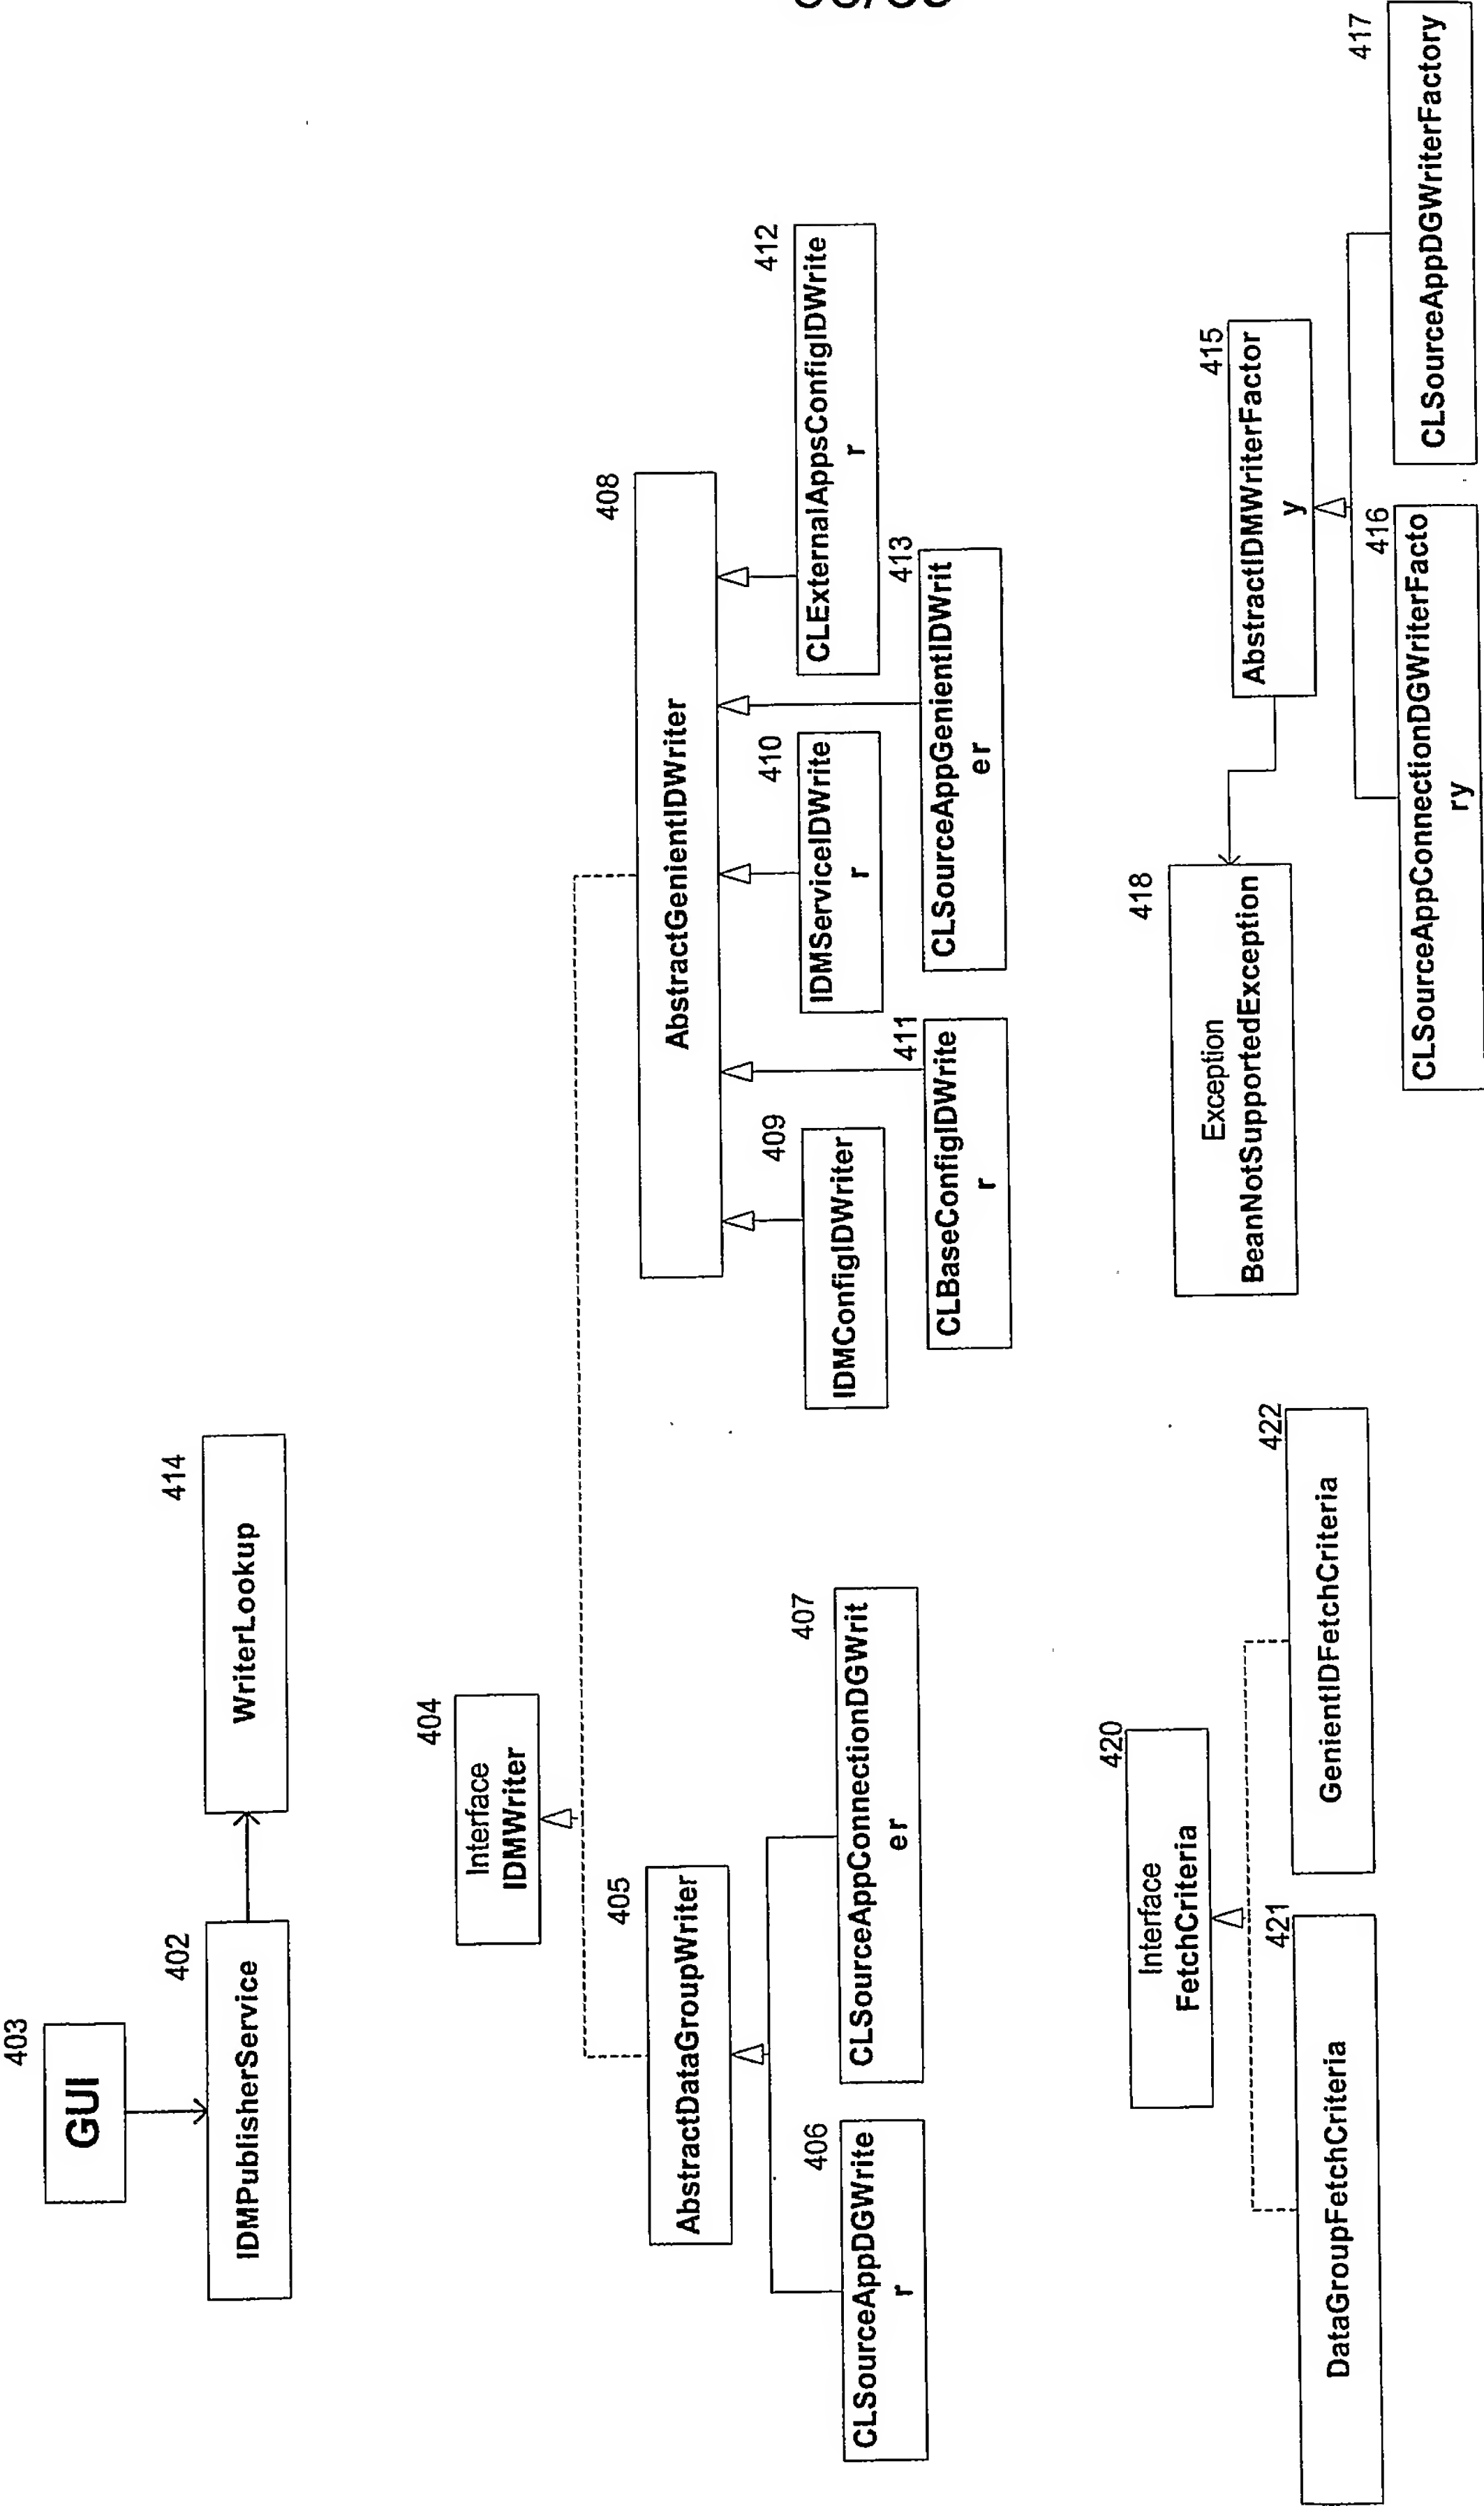 403
GUI
402
IDMPublisherService
414
WriterLookup
404
Interface
IDMWriter
405
AbstractDataGroupWriter
406
CLSourceAppDGWrite
r
407
CLSourceAppConnectionDGWrit
er
408
AbstractGenientIDWriter
409
IDMConfigIDWriter
411
CLBaseConfigIDWrite
r
410
IDMServiceIDWrite
r
413
CLSourceAppGenientIDWrit
er
412
CLExternalAppsConfigIDWrite
r
420
Interface
FetchCriteria
421
DataGroupFetchCriteria
422
GenientIDFetchCriteria
418
Exception
BeanNotSupportedException
415
AbstractIDMWriterFactor
y
416
CLSourceAppConnectionDGWriterFacto
ry
417
CLSourceAppDGWriterFactory